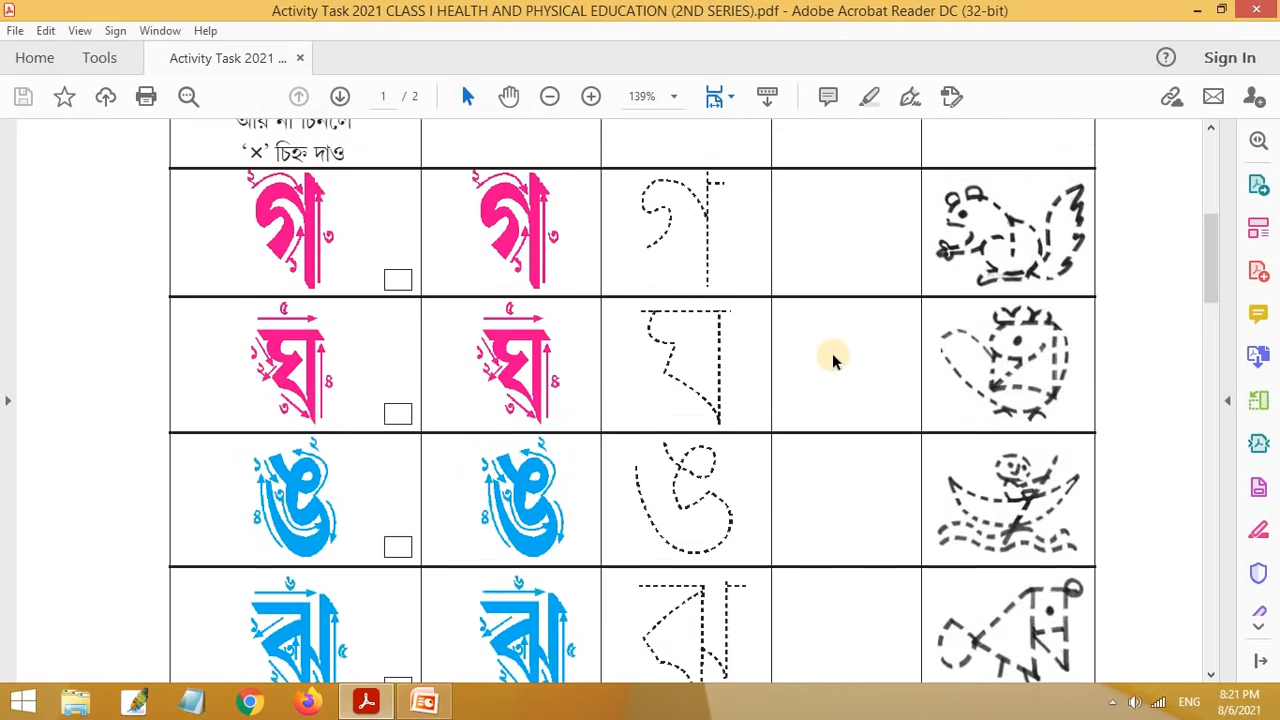 Activity Task 2021 CLASS I HEALTH AND PHYSICAL EDUCATION (2ND SERIES).pdf - Adobe Acrobat Reader DC (32-bit)
File Edit View Sign Window Help
Home Tools Activity Task 2021 ... × Sign In
1 / 2 139%
আর না চিনলে
‘×’ চিহ্ন দাও
গ গ গ
ঘ ঘ ঘ
ঙ ঙ ঙ
ঝ ঝ ঝ
ENG 8:21 PM
8/6/2021